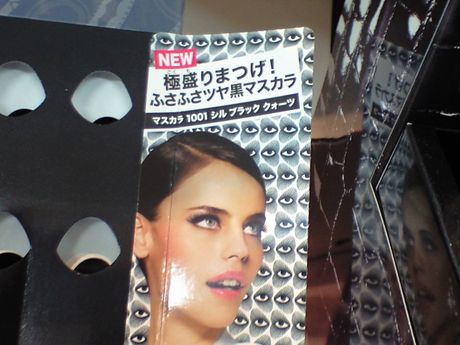 NEW
極盛りまつげ!
ふさふさツヤ黒マスカラ
マスカラ 1001 シル ブラック クォーツ